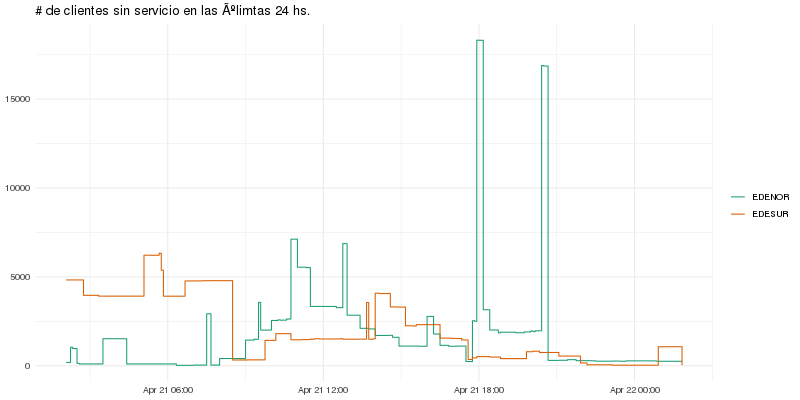 # de clientes sin servicio en las Ãºlimtas 24 hs.
15000
10000
5000
0
Apr 21 06:00
Apr 21 12:00
Apr 21 18:00
Apr 22 00:00
EDENOR
EDESUR